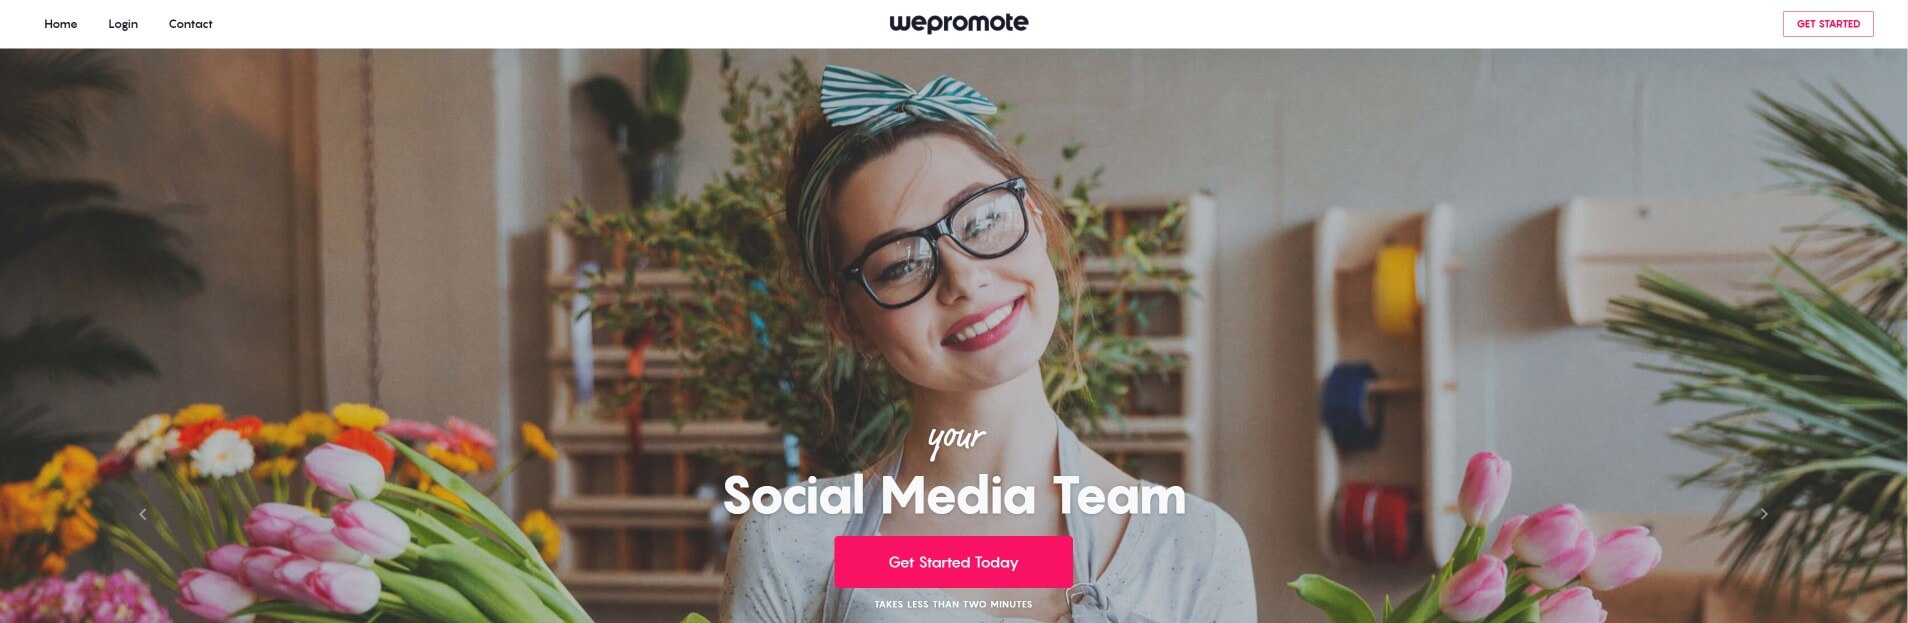 Home Login Contact wepromote GET STARTED
your
Social Media Team
Get Started Today
TAKES LESS THAN TWO MINUTES